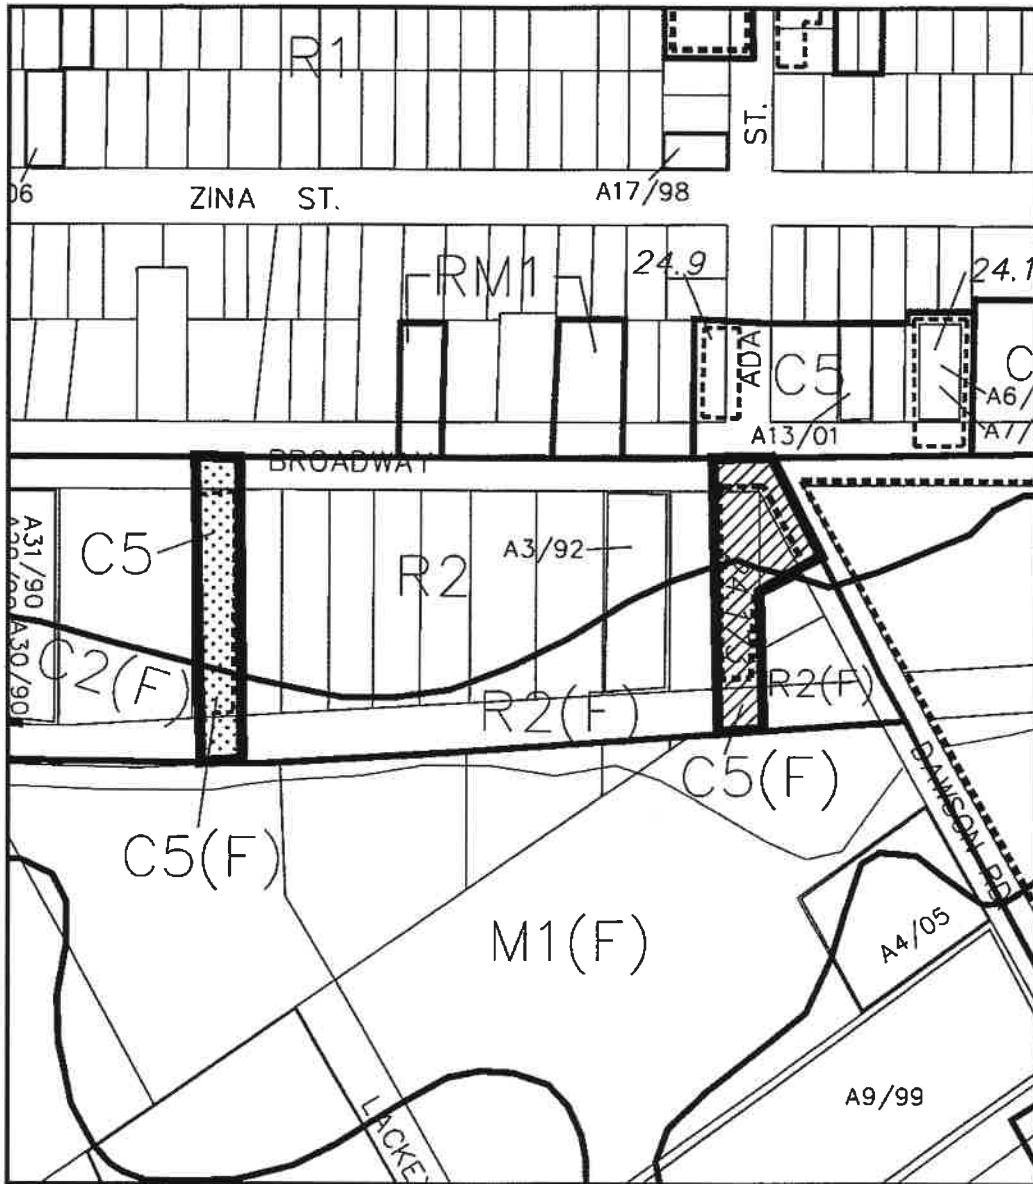 R1
ST.
06
ZINA ST.
A17/98
RM1
24.9
24.1
ADA
C5
C
A6/
A7/
A13/01
BROADWAY
C5
A3/92
R2
A31/90
A30/90
C2(F)
R2(F)
R2(F)
C5(F)
C5(F)
DAWSON RD.
M1(F)
A4/05
A9/99
LACKEY